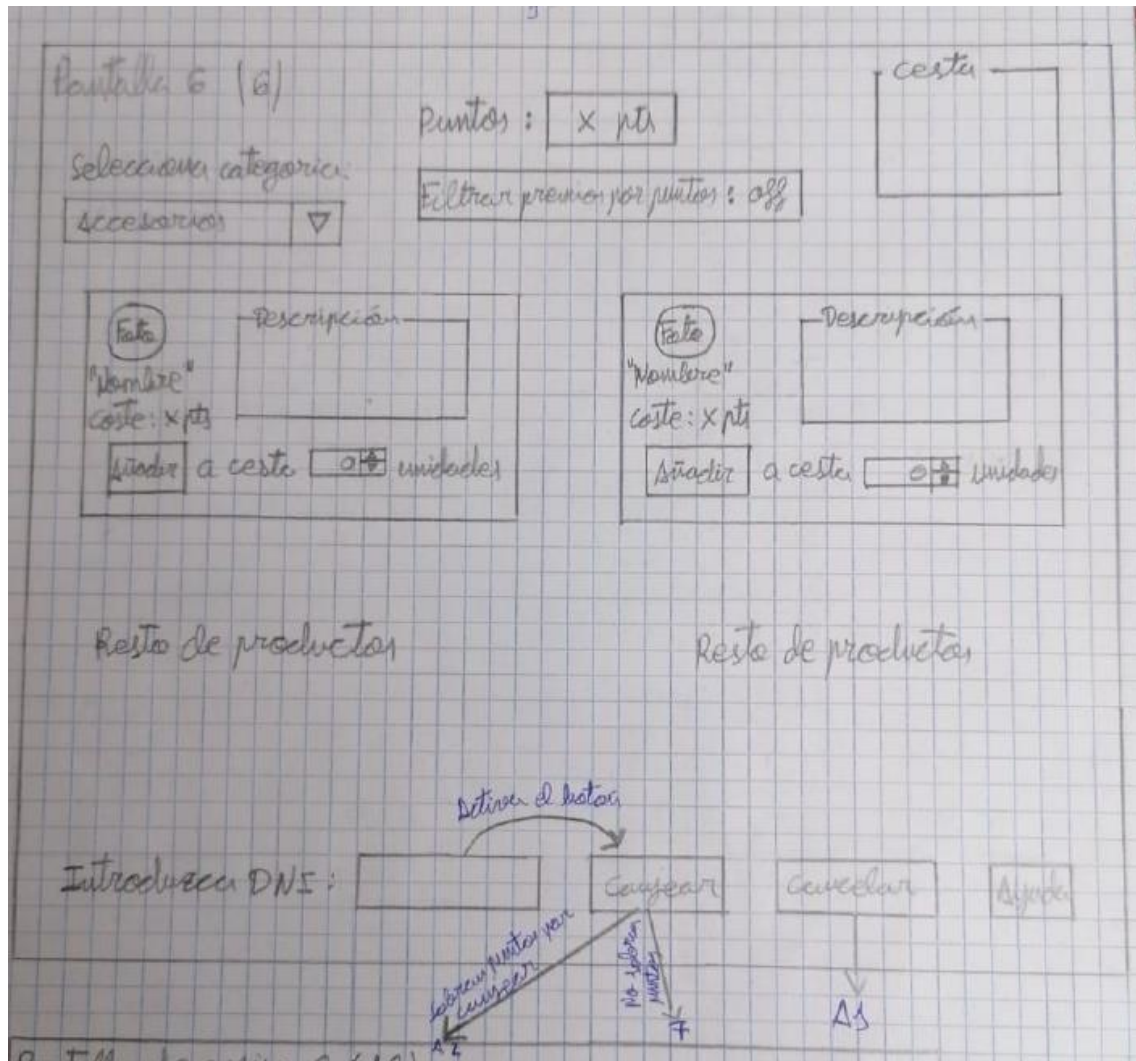 Pantalla 6 (6)
cesta
Puntos: x pts
Selecciona categoria:
Filtrar premios por puntos: off
Accesorios
Foto
Descripción
"Nombre"
coste: x pts
Añadir a cesta 0 unidades
Foto
Descripción
"Nombre"
coste: x pts
Añadir a cesta 0 unidades
Resto de productos
Resto de productos
Activa el boton
Introduzca DNI:
Canjear
Cancelar
Ayuda
Sobran puntos por canjear
No sobran puntos
7